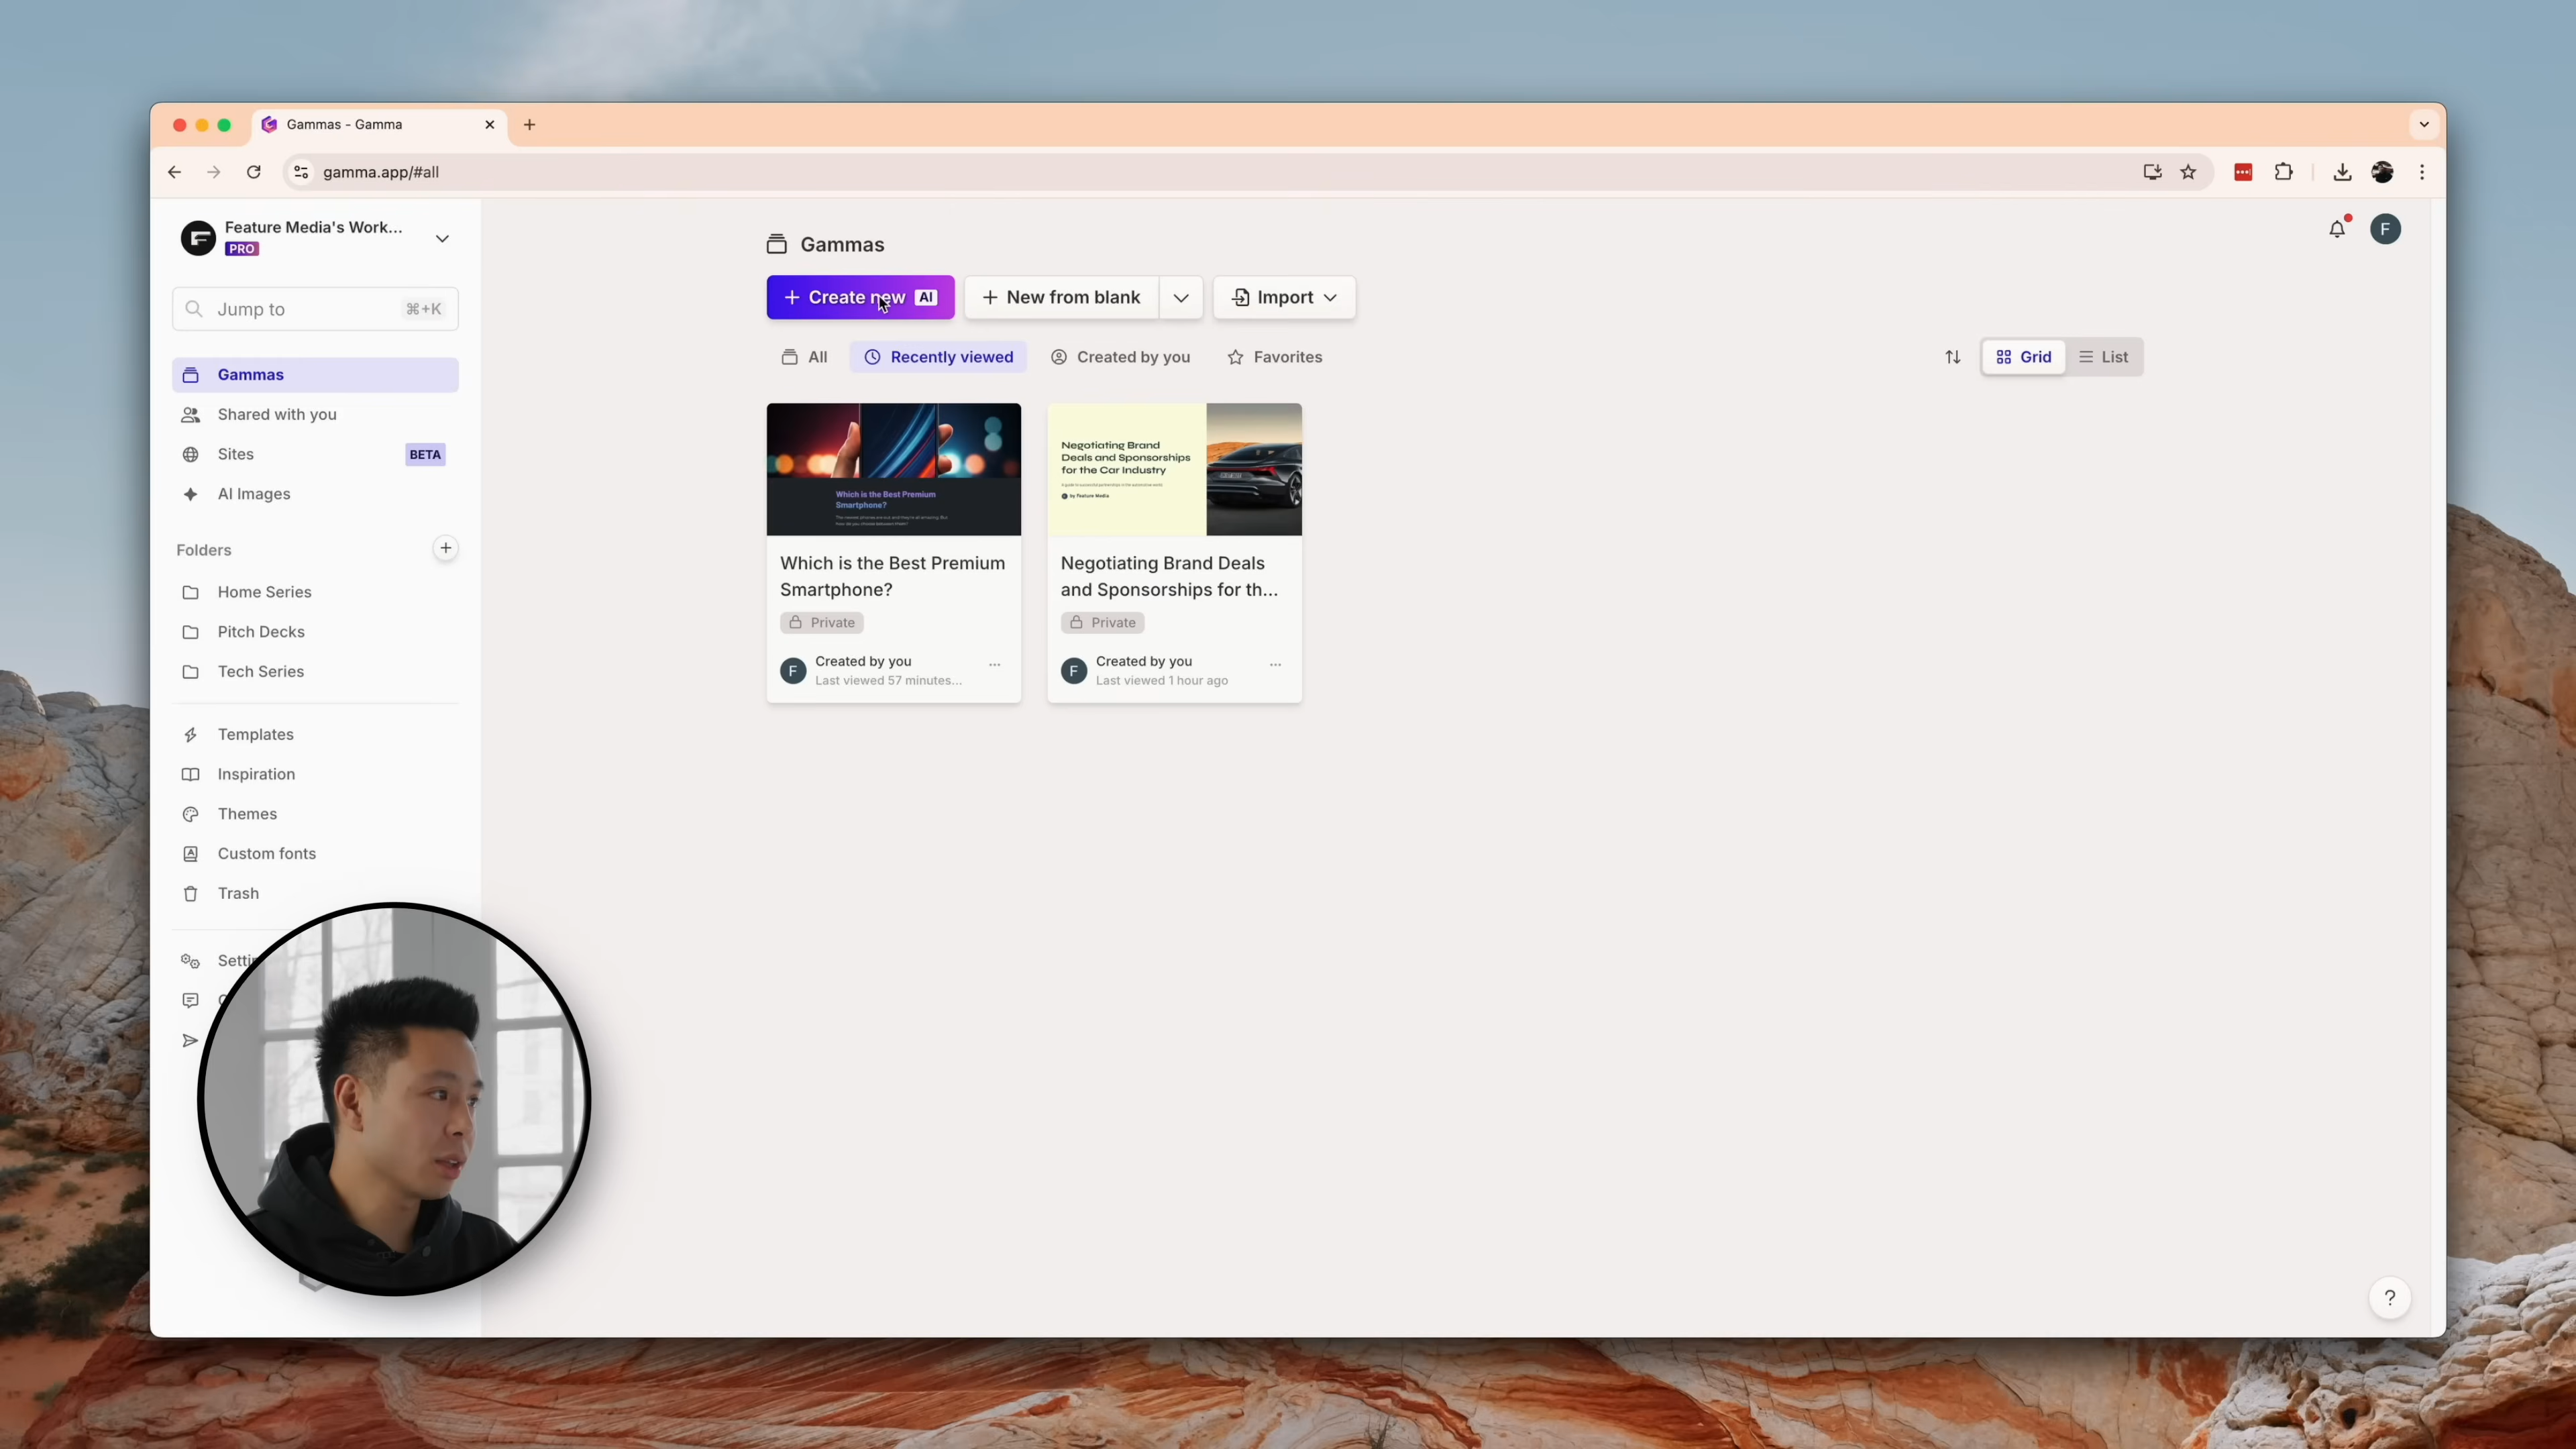 Gammas - Gamma
gamma.app/#all
Feature Media's Work...
PRO
Jump to
⌘+K
Gammas
Shared with you
Sites
BETA
AI Images
Folders
Home Series
Pitch Decks
Tech Series
Templates
Inspiration
Themes
Custom fonts
Trash
Setti
Gammas
F
+ Create new AI
+ New from blank
Import
All
Recently viewed
Created by you
Favorites
Grid
List
Which is the Best Premium
Smartphone?
Which is the Best Premium
Smartphone?
Private
F
Created by you
Last viewed 57 minutes...
Negotiating Brand
Deals and Sponsorships
for the Car Industry
by Feature Media
Negotiating Brand Deals
and Sponsorships for th...
Private
F
Created by you
Last viewed 1 hour ago
?